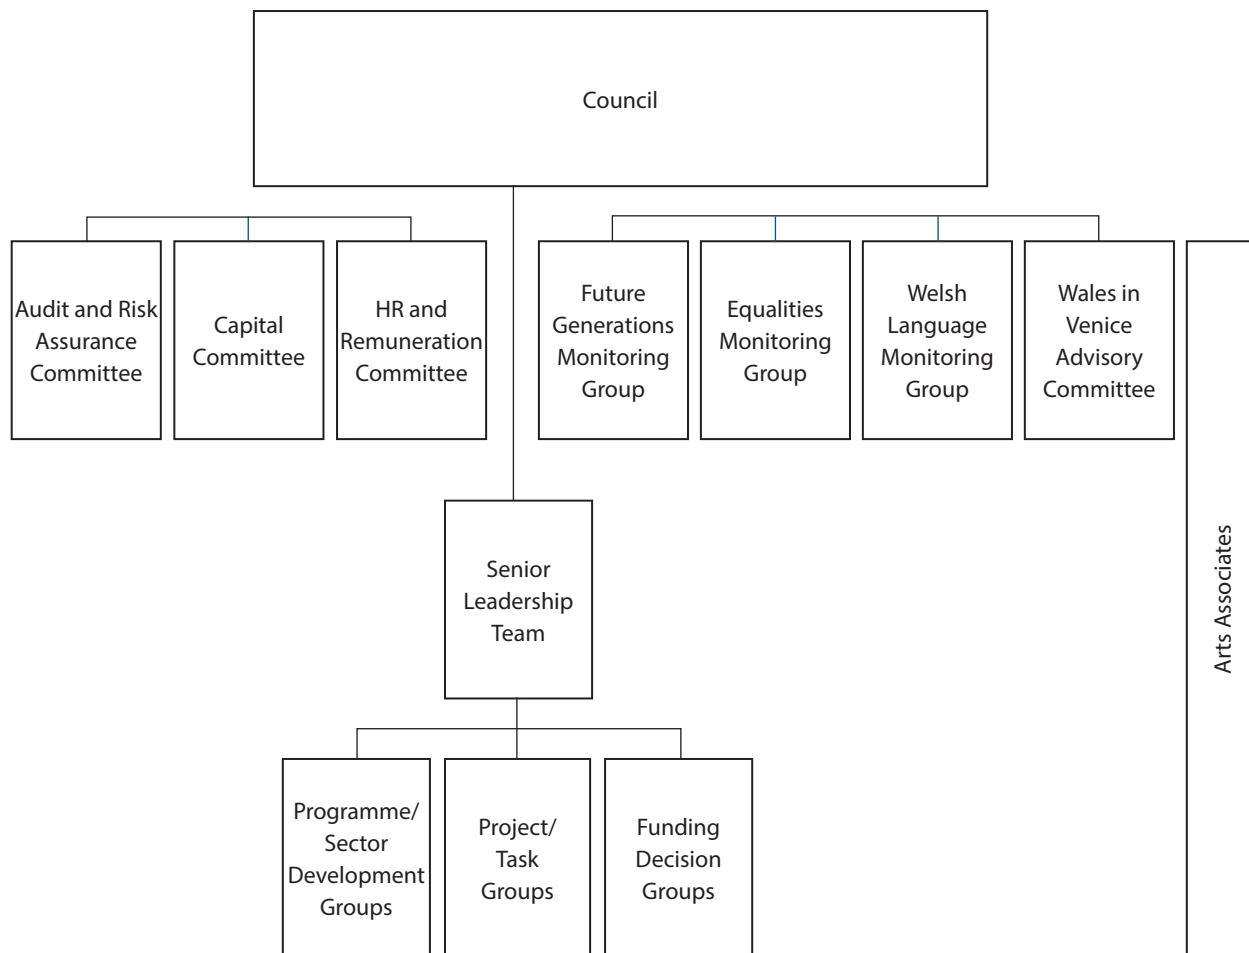 Council
Audit and Risk
Assurance
Committee
Capital
Committee
HR and
Remuneration
Committee
Future
Generations
Monitoring
Group
Equalities
Monitoring
Group
Welsh
Language
Monitoring
Group
Wales in
Venice
Advisory
Committee
Arts Associates
Senior
Leadership
Team
Programme/
Sector
Development
Groups
Project/
Task
Groups
Funding
Decision
Groups